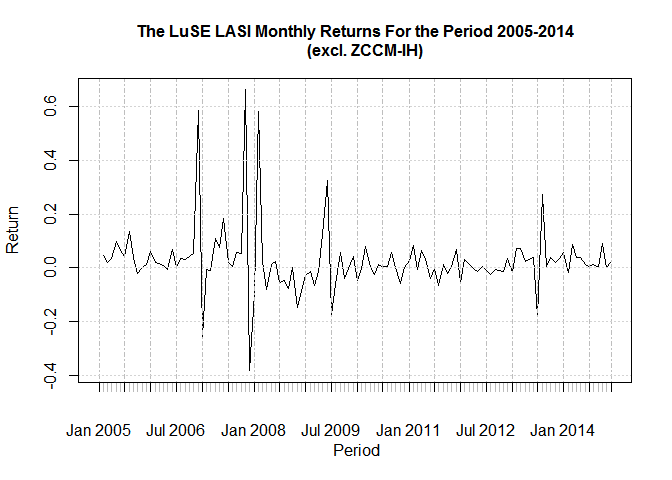 The LuSE LASI Monthly Returns For the Period 2005-2014
(excl. ZCCM-IH)
Return
0.6
0.4
0.2
0.0
-0.2
-0.4
Jan 2005 Jul 2006 Jan 2008 Jul 2009 Jan 2011 Jul 2012 Jan 2014
Period